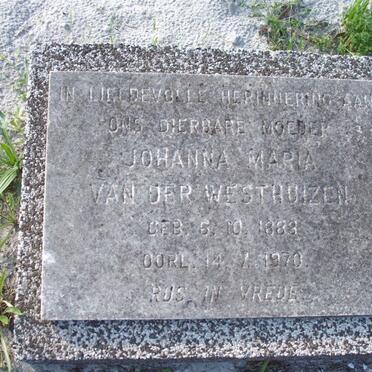 IN LIEFDEVOLLE HERINNERING AAN
ONS DIERBARE MOEDER
JOHANNA MARIA
VAN DER WESTHUIZEN
GEB. 5. 10. 1883
OORL. 14. 7. 1970
RUS IN VREDE